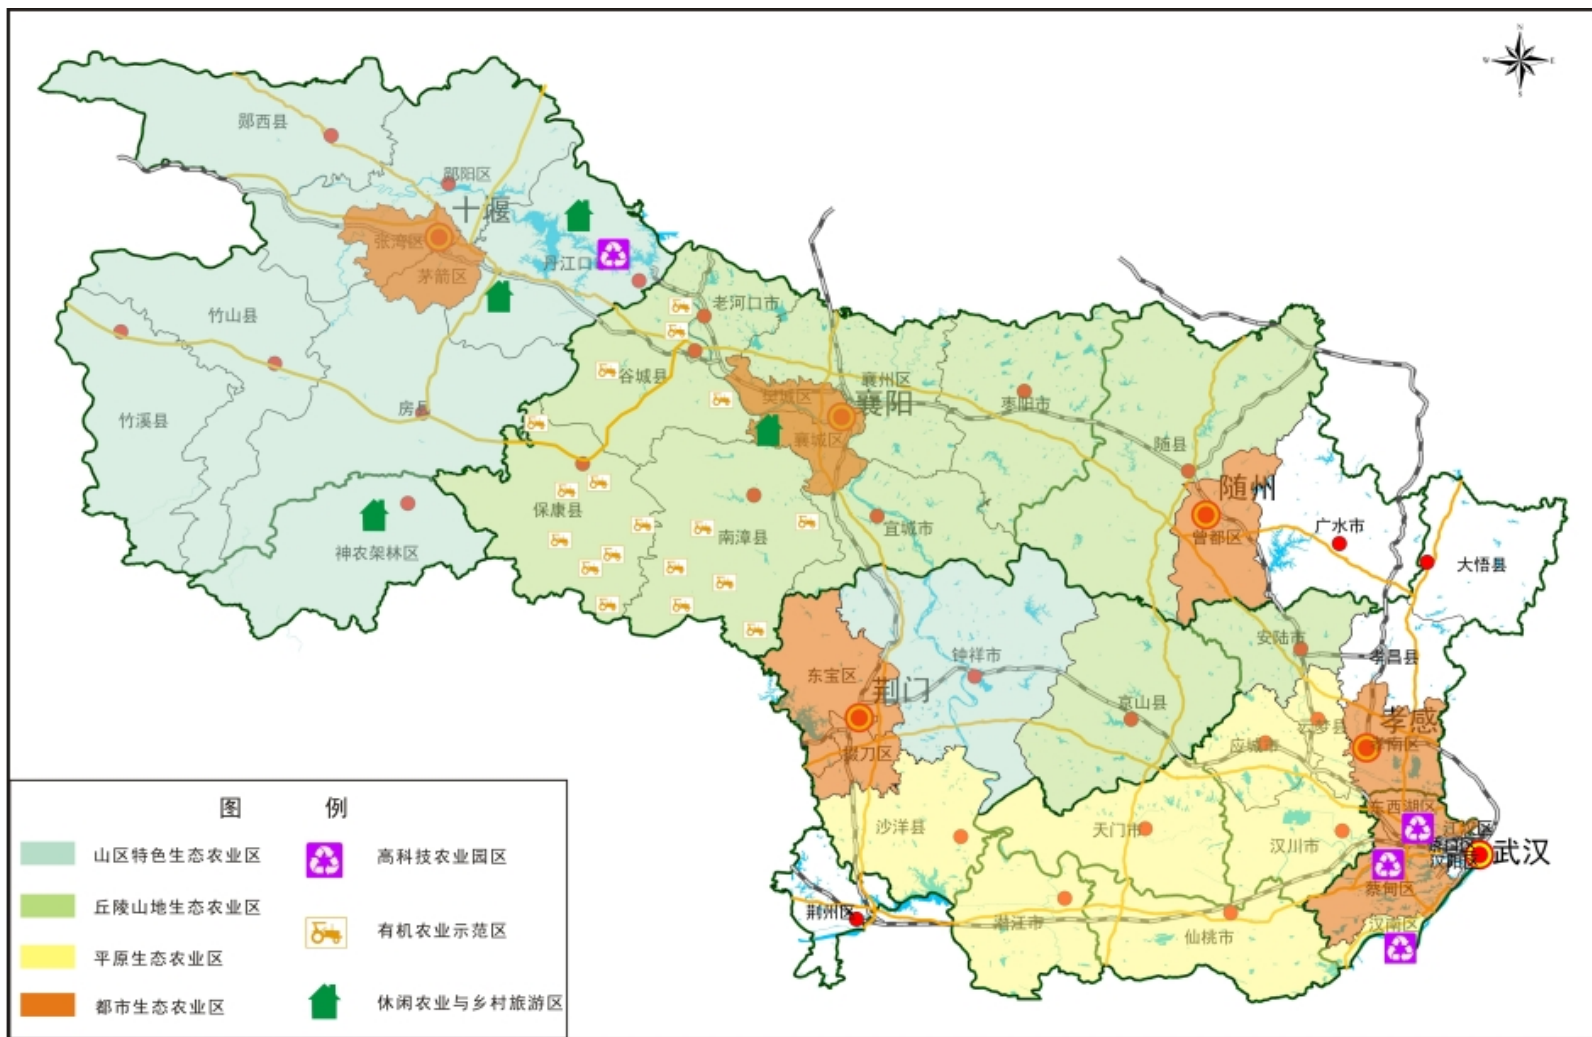 N
W E
S
郧西县
郧阳区
十堰
张湾区
丹江口
茅箭区
老河口市
竹山县
谷城县
襄州区
樊城区
襄阳
枣阳市
房县
竹溪县
襄城区
随县
随州
保康县
宜城市
广水市
南漳县
曾都区
神农架林区
大悟县
安陆市
钟祥市
孝昌县
东宝区
荆门
京山县
孝感
云梦县
应城市
孝南区
掇刀区
东西湖区
沙洋县
天门市
江汉区
汉川市
硚口区
武汉
汉阳区
蔡甸区
荆州区
潜江市
汉南区
仙桃市
图 例
山区特色生态农业区
高科技农业园区
丘陵山地生态农业区
有机农业示范区
平原生态农业区
都市生态农业区
休闲农业与乡村旅游区